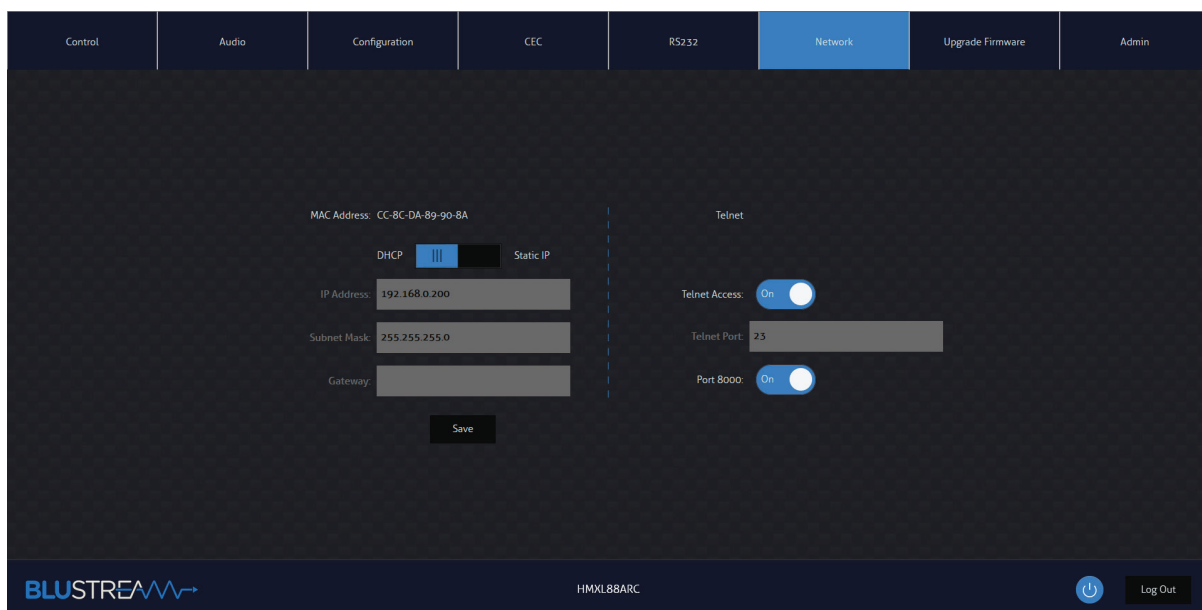 Control Audio Configuration CEC RS232 Network Upgrade Firmware Admin
MAC Address: CC-8C-DA-89-90-8A
DHCP Static IP
IP Address: 192.168.0.200
Subnet Mask: 255.255.255.0
Gateway:
Save
Telnet
Telnet Access: On
Telnet Port: 23
Port 8000: On
BLUSTREAM
HMXL88ARC
Log Out